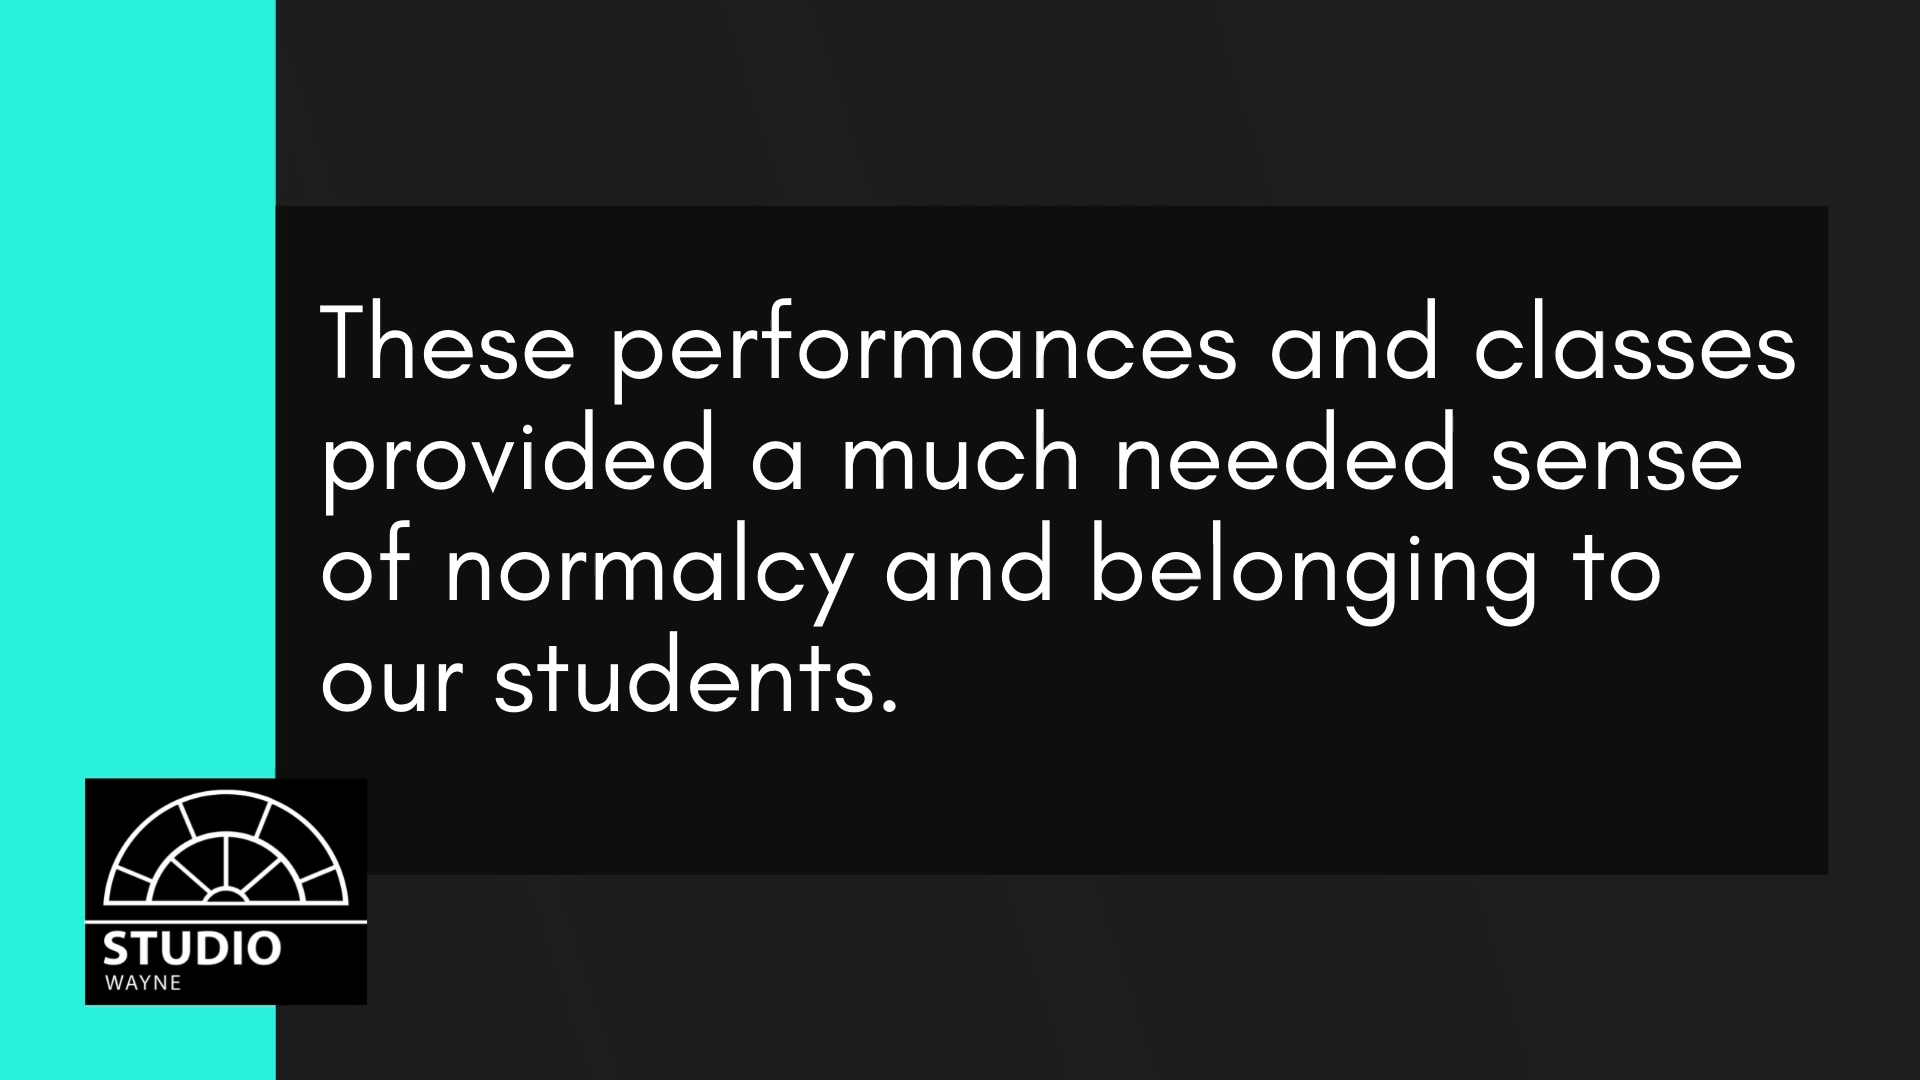 These performances and classes
provided a much needed sense
of normalcy and belonging to
our students.
STUDIO
WAYNE